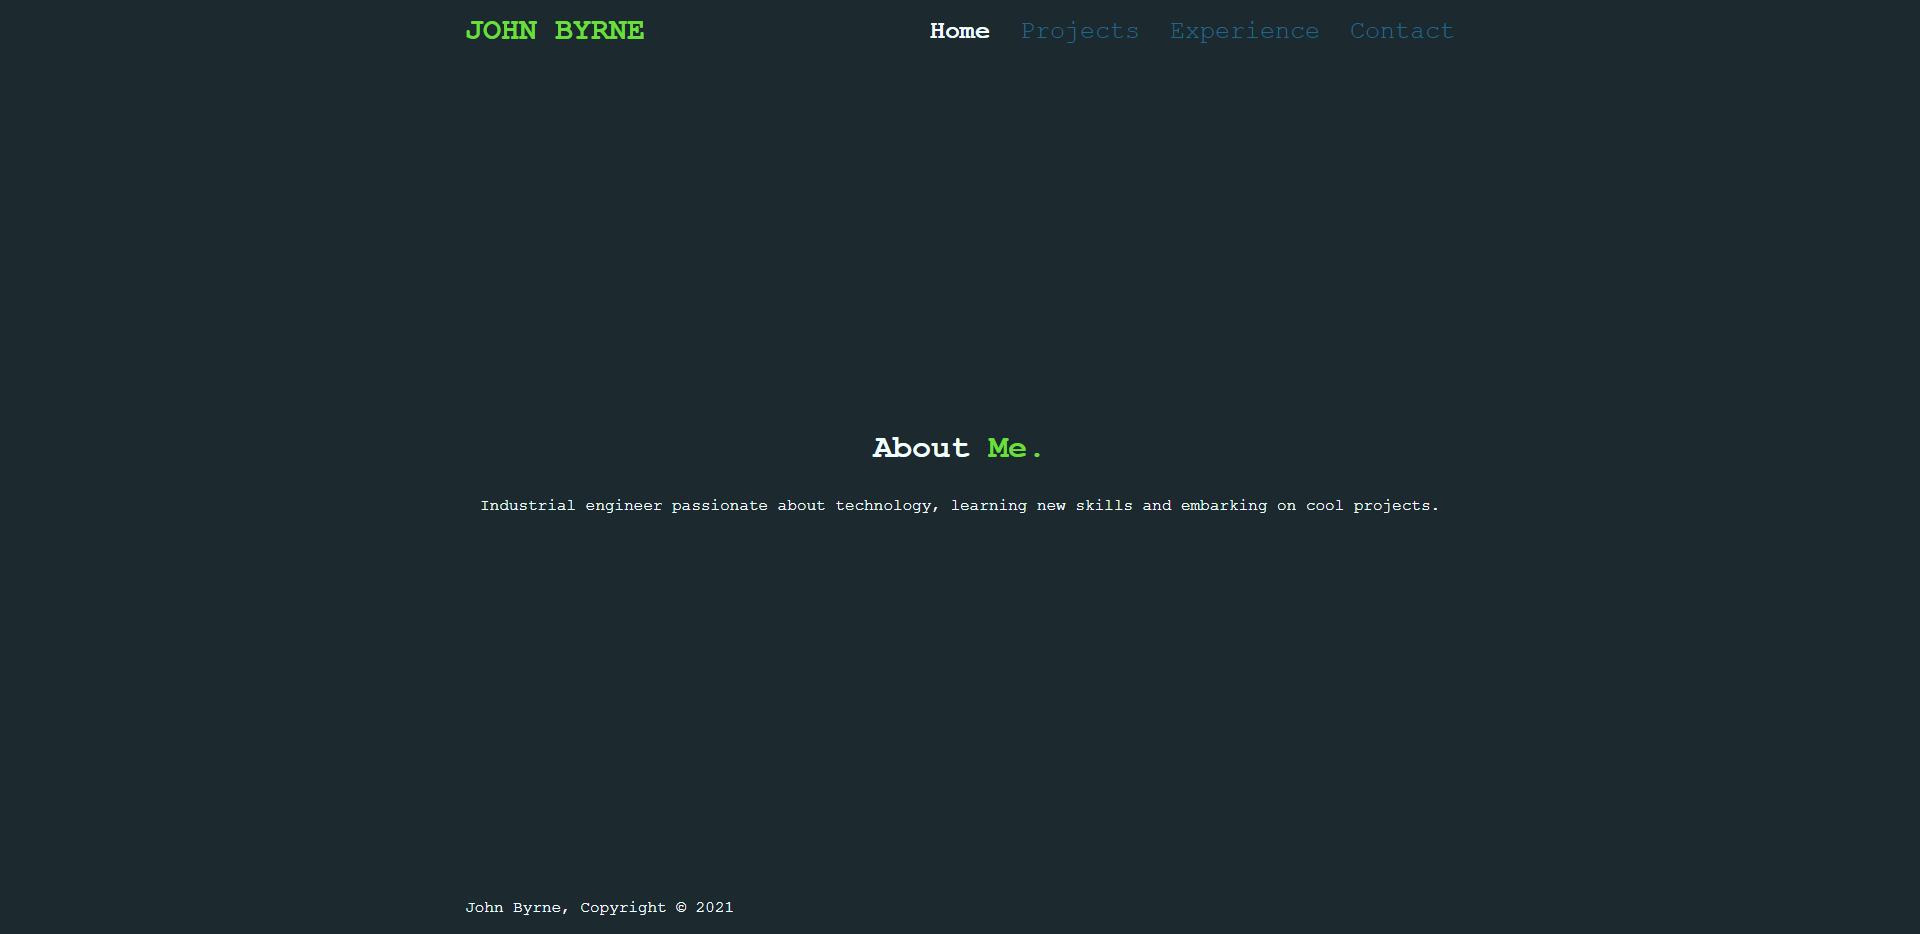 JOHN BYRNE
Home Projects Experience Contact
About Me.
Industrial engineer passionate about technology, learning new skills and embarking on cool projects.
John Byrne, Copyright © 2021